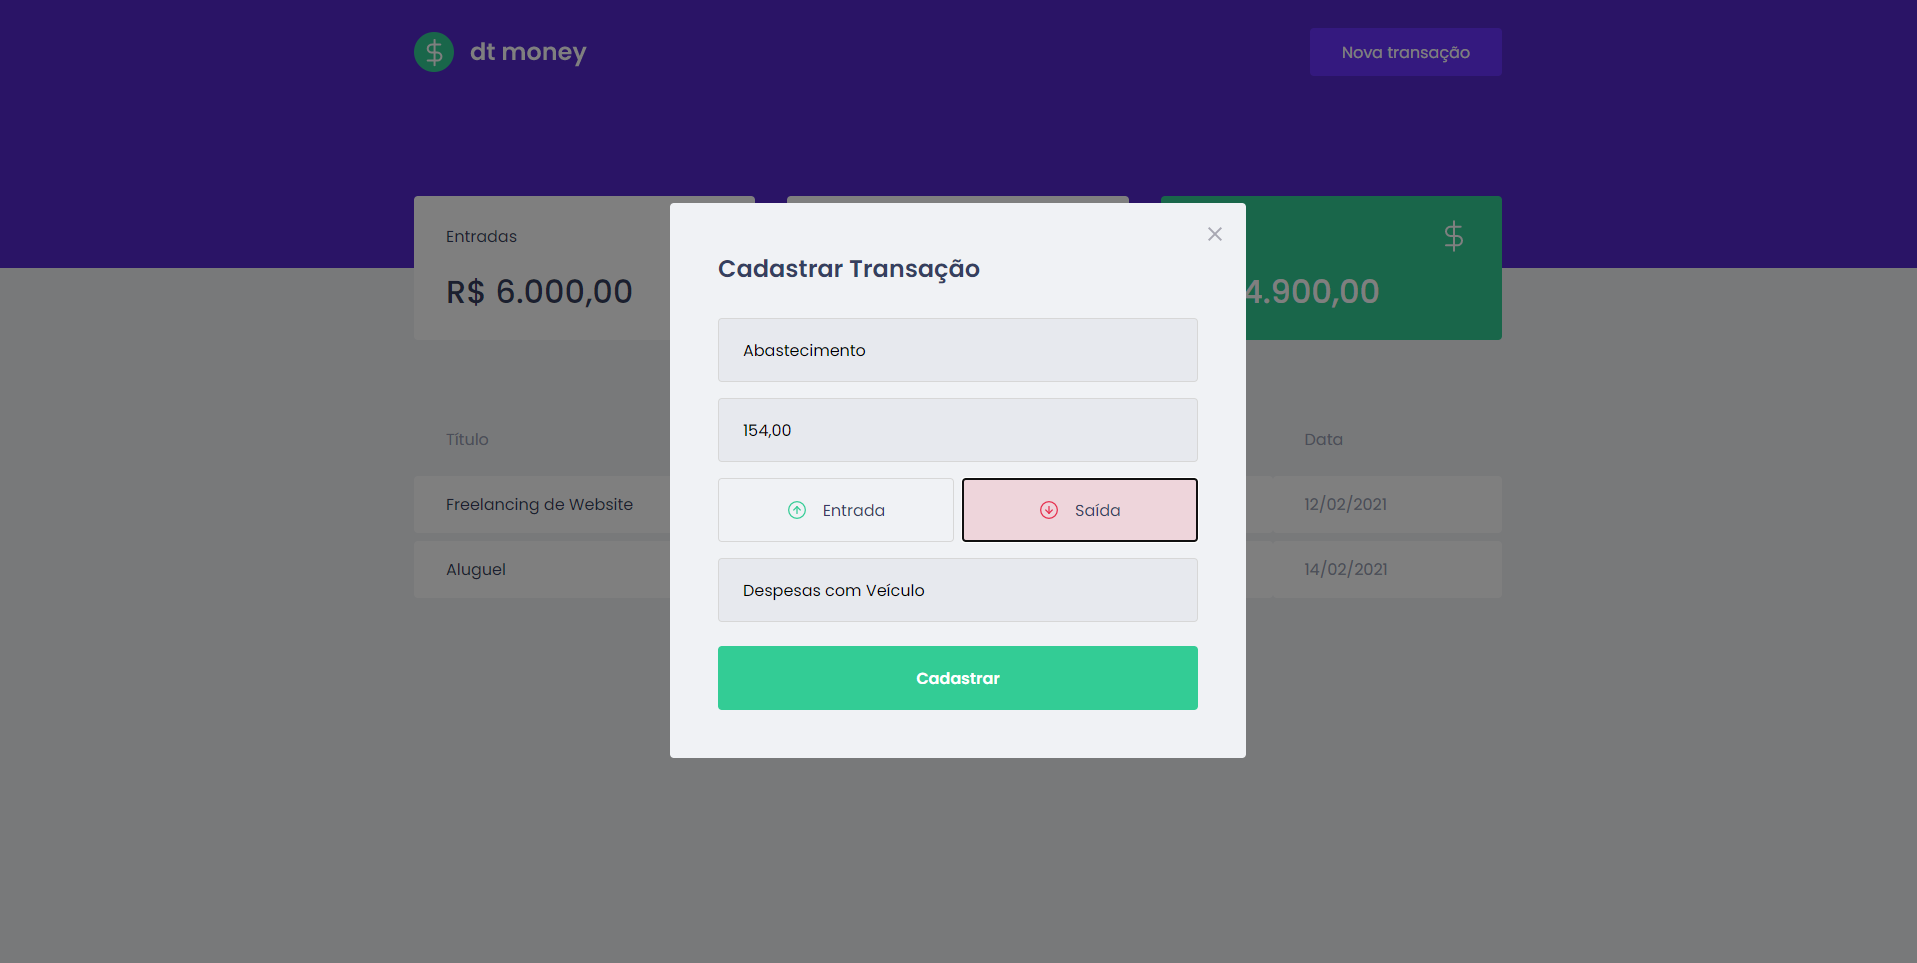 dt money
Nova transação
Entradas
R$ 6.000,00
4.900,00
Cadastrar Transação
Abastecimento
154,00
Entrada
Saída
Despesas com Veículo
Cadastrar
Título
Data
Freelancing de Website
12/02/2021
Aluguel
14/02/2021